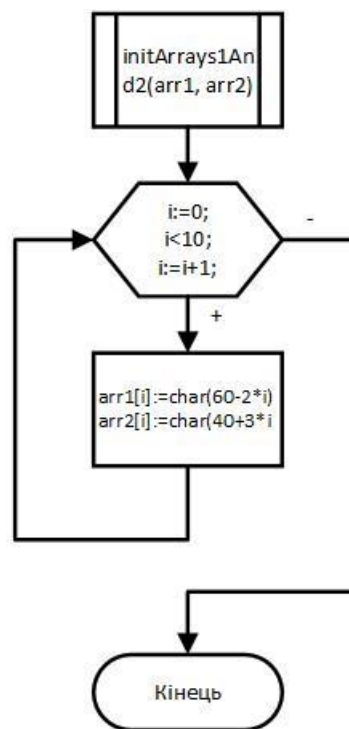 initArrays1An
d2(arr1, arr2)
i:=0;
i<10;
i:=i+1;
-
+
arr1[i]:=char(60-2*i)
arr2[i]:=char(40+3*i
Кінець